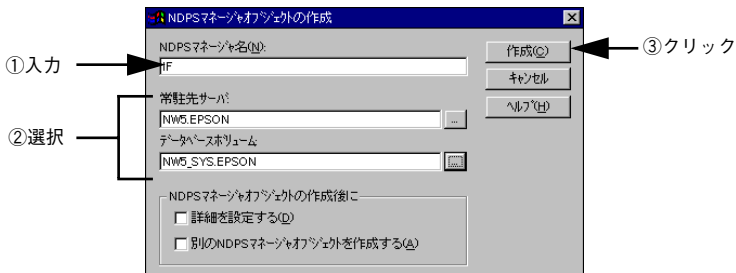 NDPSマネージャオブジェクトの作成
NDPSマネージャ名(N):
①入力
1F
作成(C)
③クリック
キャンセル
ヘルプ(H)
常駐先サーバ:
NW5.EPSON
...
②選択
データベースボリューム:
NW5_SYS.EPSON
...
NDPSマネージャオブジェクトの作成後に
詳細を設定する(D)
別のNDPSマネージャオブジェクトを作成する(A)